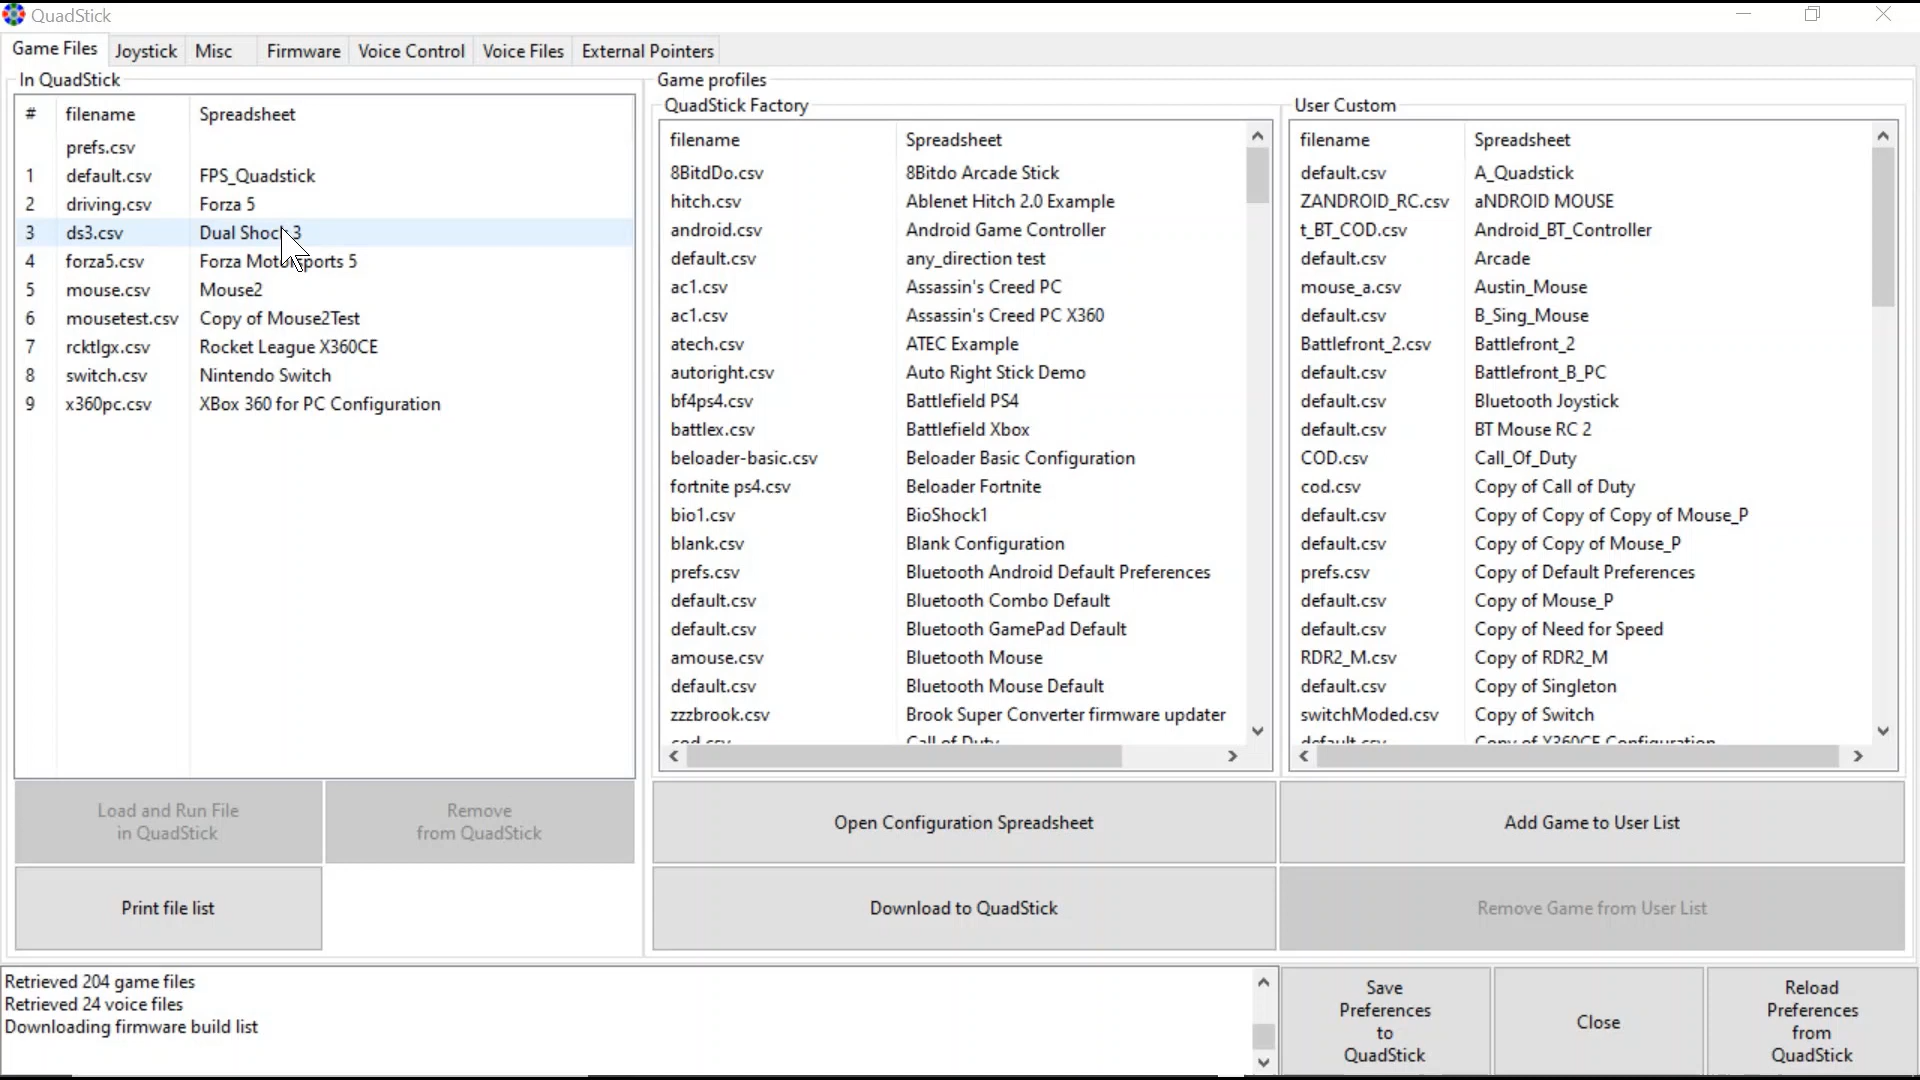 QuadStick
Game Files Joystick Misc Firmware Voice Control Voice Files External Pointers
In QuadStick
# filename Spreadsheet
prefs.csv
1 default.csv FPS_Quadstick
2 driving.csv Forza 5
3 ds3.csv Dual Shock 3
4 forza5.csv Forza Motorsports 5
5 mouse.csv Mouse2
6 mousetest.csv Copy of Mouse2Test
7 rcktlgx.csv Rocket League X360CE
8 switch.csv Nintendo Switch
9 x360pc.csv XBox 360 for PC Configuration
Load and Run File
in QuadStick
Remove
from QuadStick
Print file list
Game profiles
QuadStick Factory
filename Spreadsheet
8BitdDo.csv 8Bitdo Arcade Stick
hitch.csv Ablenet Hitch 2.0 Example
android.csv Android Game Controller
default.csv any_direction test
ac1.csv Assassin's Creed PC
ac1.csv Assassin's Creed PC X360
atech.csv ATEC Example
autoright.csv Auto Right Stick Demo
bf4ps4.csv Battlefield PS4
battlex.csv Battlefield Xbox
beloader-basic.csv Beloader Basic Configuration
fortnite ps4.csv Beloader Fortnite
bio1.csv BioShock1
blank.csv Blank Configuration
prefs.csv Bluetooth Android Default Preferences
default.csv Bluetooth Combo Default
default.csv Bluetooth GamePad Default
amouse.csv Bluetooth Mouse
default.csv Bluetooth Mouse Default
zzzbrook.csv Brook Super Converter firmware updater
cod.csv Call of Duty
User Custom
filename Spreadsheet
default.csv A_Quadstick
ZANDROID_RC.csv aNDROID MOUSE
t_BT_COD.csv Android_BT_Controller
default.csv Arcade
mouse_a.csv Austin_Mouse
default.csv B_Sing_Mouse
Battlefront_2.csv Battlefront_2
default.csv Battlefront_B_PC
default.csv Bluetooth Joystick
default.csv BT Mouse RC 2
COD.csv Call_Of_Duty
cod.csv Copy of Call of Duty
default.csv Copy of Copy of Copy of Mouse_P
default.csv Copy of Copy of Mouse_P
prefs.csv Copy of Default Preferences
default.csv Copy of Mouse_P
default.csv Copy of Need for Speed
RDR2_M.csv Copy of RDR2_M
default.csv Copy of Singleton
switchModed.csv Copy of Switch
default.csv Copy of X360CE Configuration
Open Configuration Spreadsheet
Add Game to User List
Download to QuadStick
Remove Game from User List
Retrieved 204 game files
Retrieved 24 voice files
Downloading firmware build list
Save
Preferences
to
QuadStick
Close
Reload
Preferences
from
QuadStick